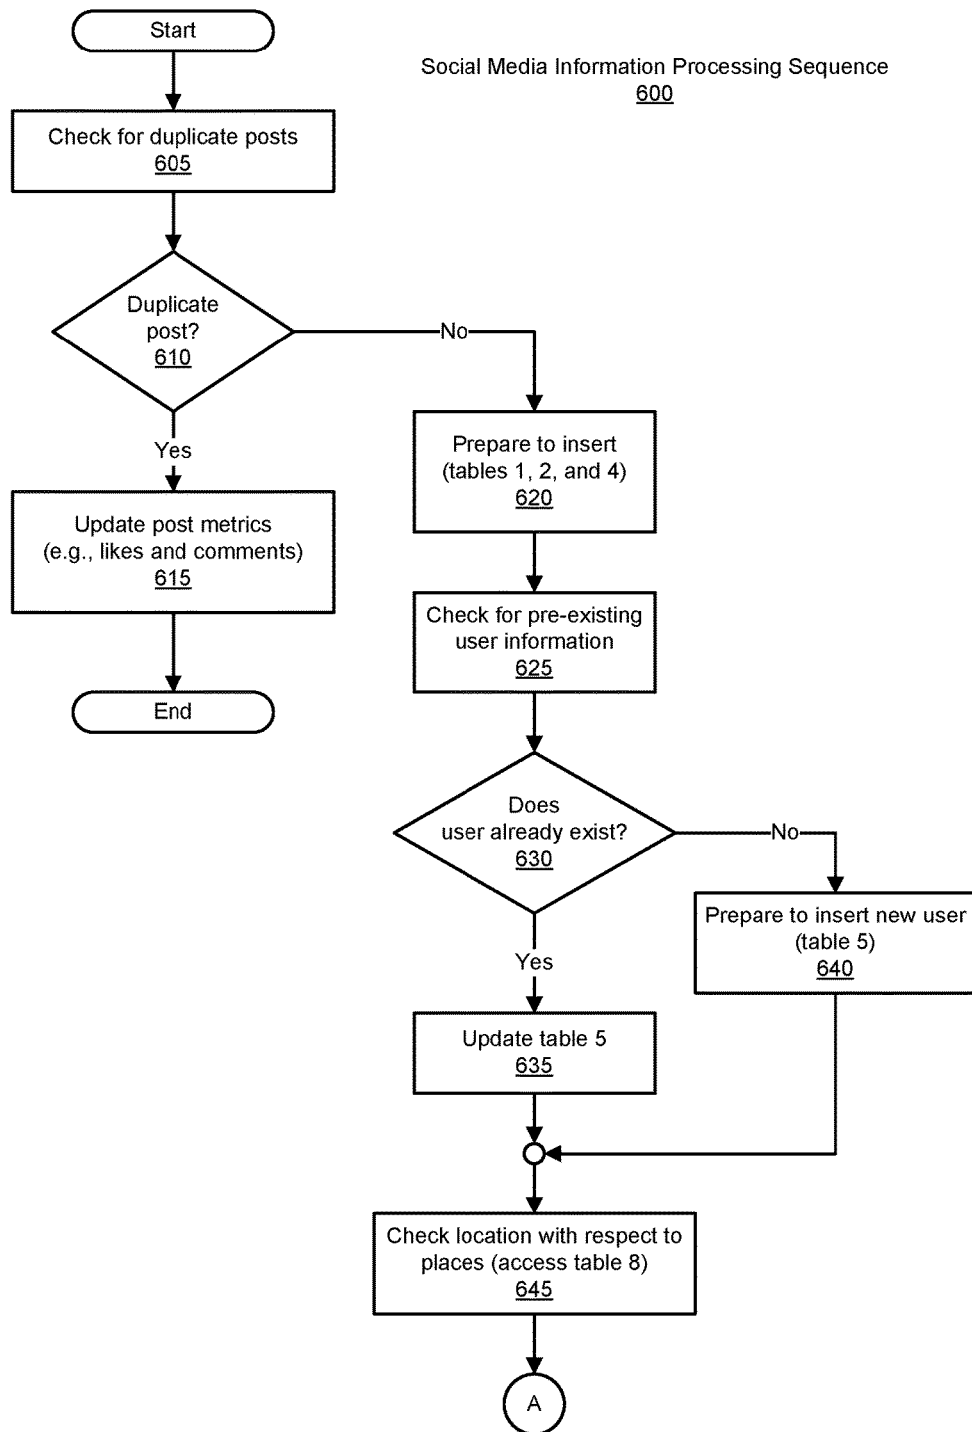 Start
Social Media Information Processing Sequence
600
Check for duplicate posts
605
Duplicate
post?
610
No
Yes
Prepare to insert
(tables 1, 2, and 4)
620
Update post metrics
(e.g., likes and comments)
615
Check for pre-existing
user information
625
End
Does
user already exist?
630
No
Prepare to insert new user
(table 5)
640
Yes
Update table 5
635
Check location with respect to
places (access table 8)
645
A